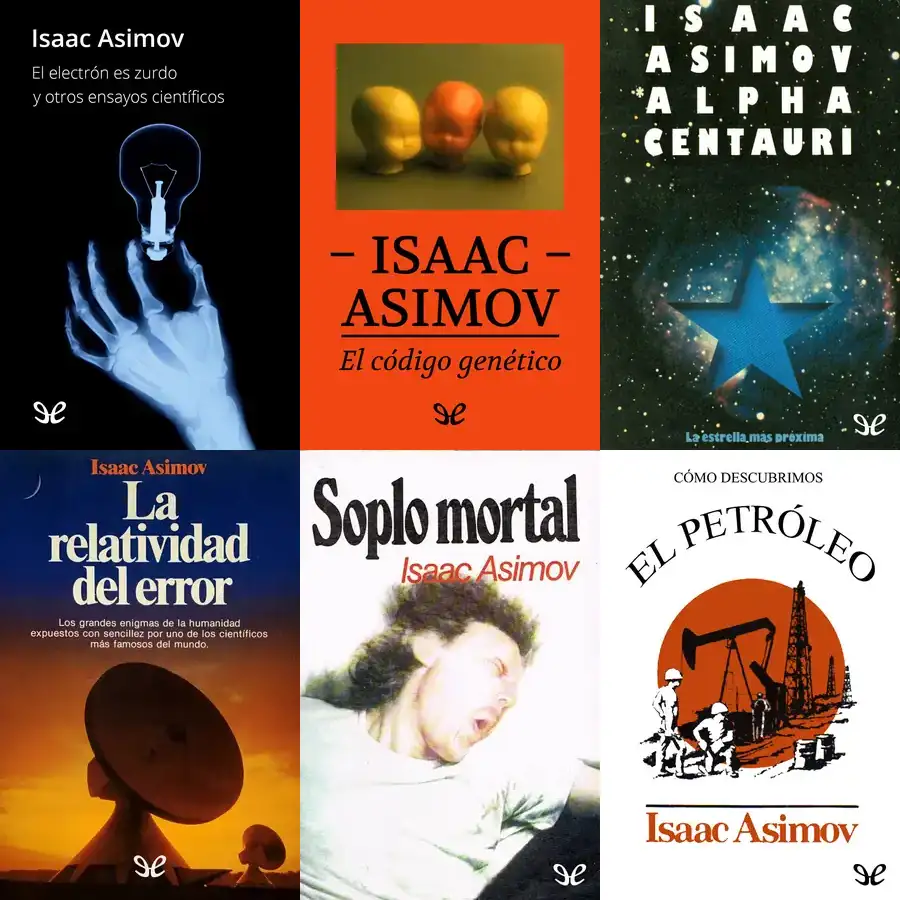 Isaac Asimov
El electrón es zurdo
y otros ensayos científicos
– ISAAC –
ASIMOV
El código genético
ISAAC
ASIMOV
ALPHA
CENTAURI
La estrella más próxima
Isaac Asimov
La
relatividad
del error
Los grandes enigmas de la humanidad
expuestos con sencillez por uno de los científicos
más famosos del mundo.
Soplo mortal
Isaac Asimov
CÓMO DESCUBRIMOS
EL PETRÓLEO
Isaac Asimov